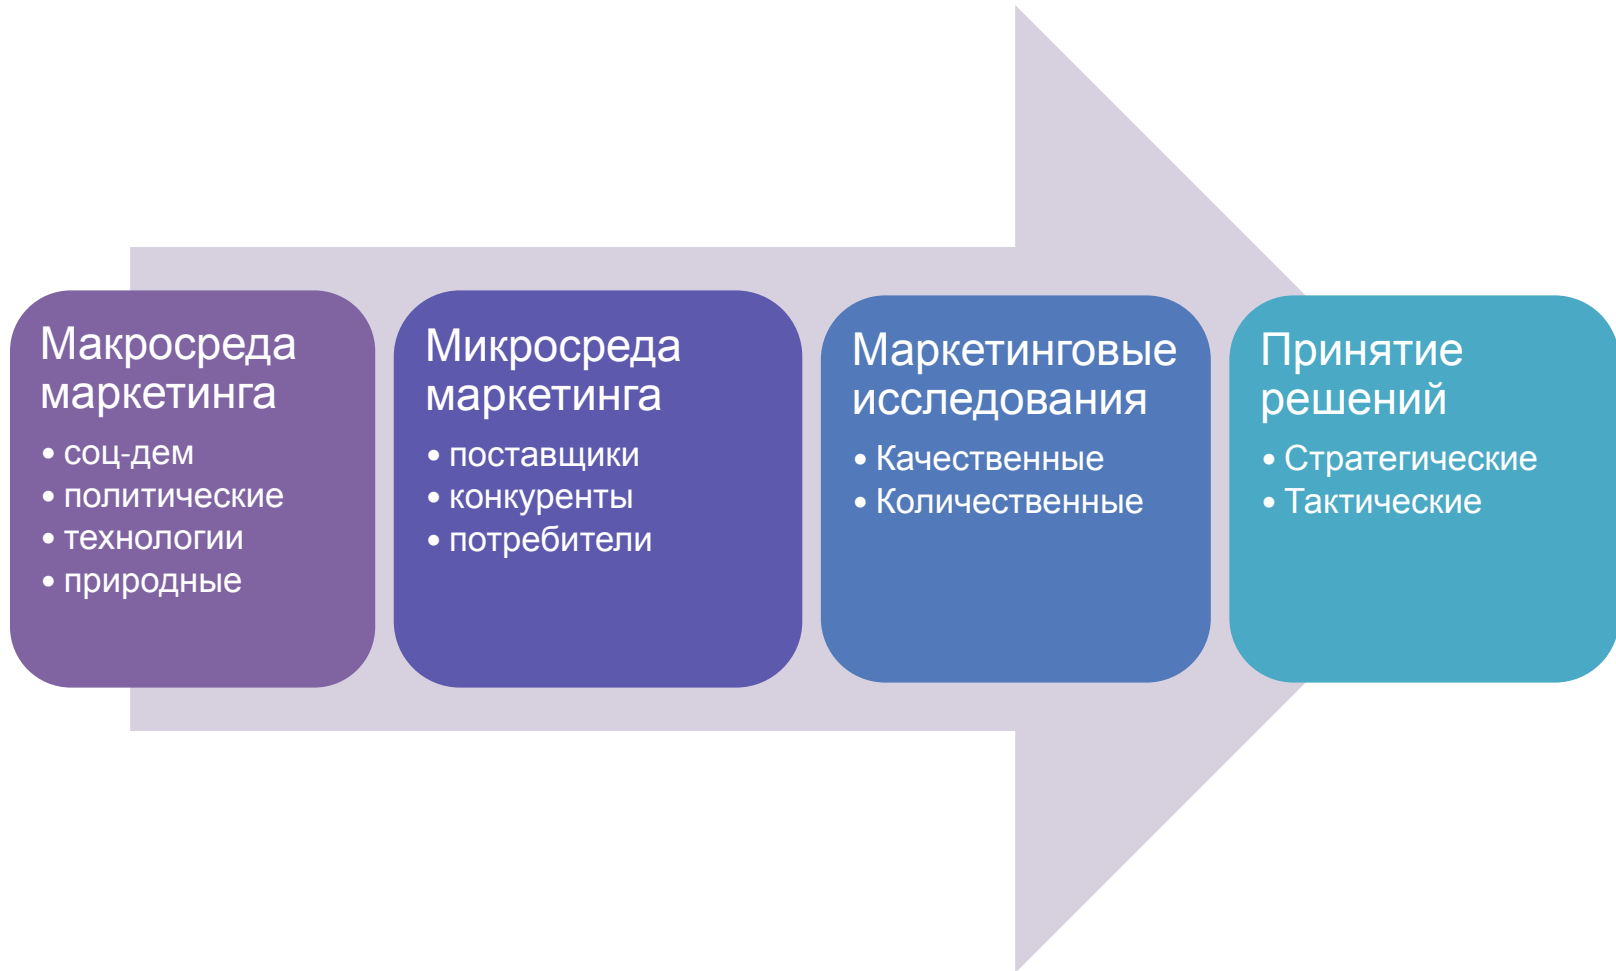 Макросреда
маркетинга
• соц-дем
• политические
• технологии
• природные
Микросреда
маркетинга
• поставщики
• конкуренты
• потребители
Маркетинговые
исследования
• Качественные
• Количественные
Принятие
решений
• Стратегические
• Тактические